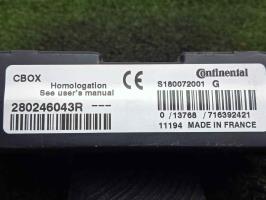 CBOX
Homologation
See user's manual
CE
280246043R ---
Continental
S180072001 G
0 /13768 /716392421
11194 MADE IN FRANCE